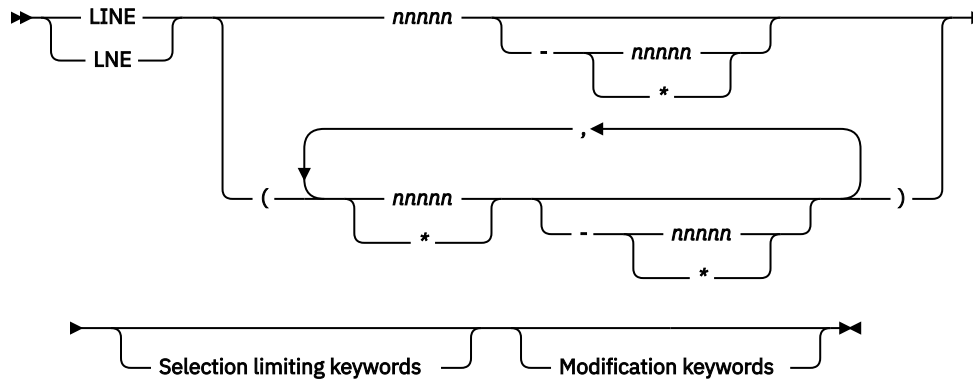 LINE nnnnn
LNE - nnnnn
*
,
( nnnnn )
* - nnnnn
*
Selection limiting keywords Modification keywords